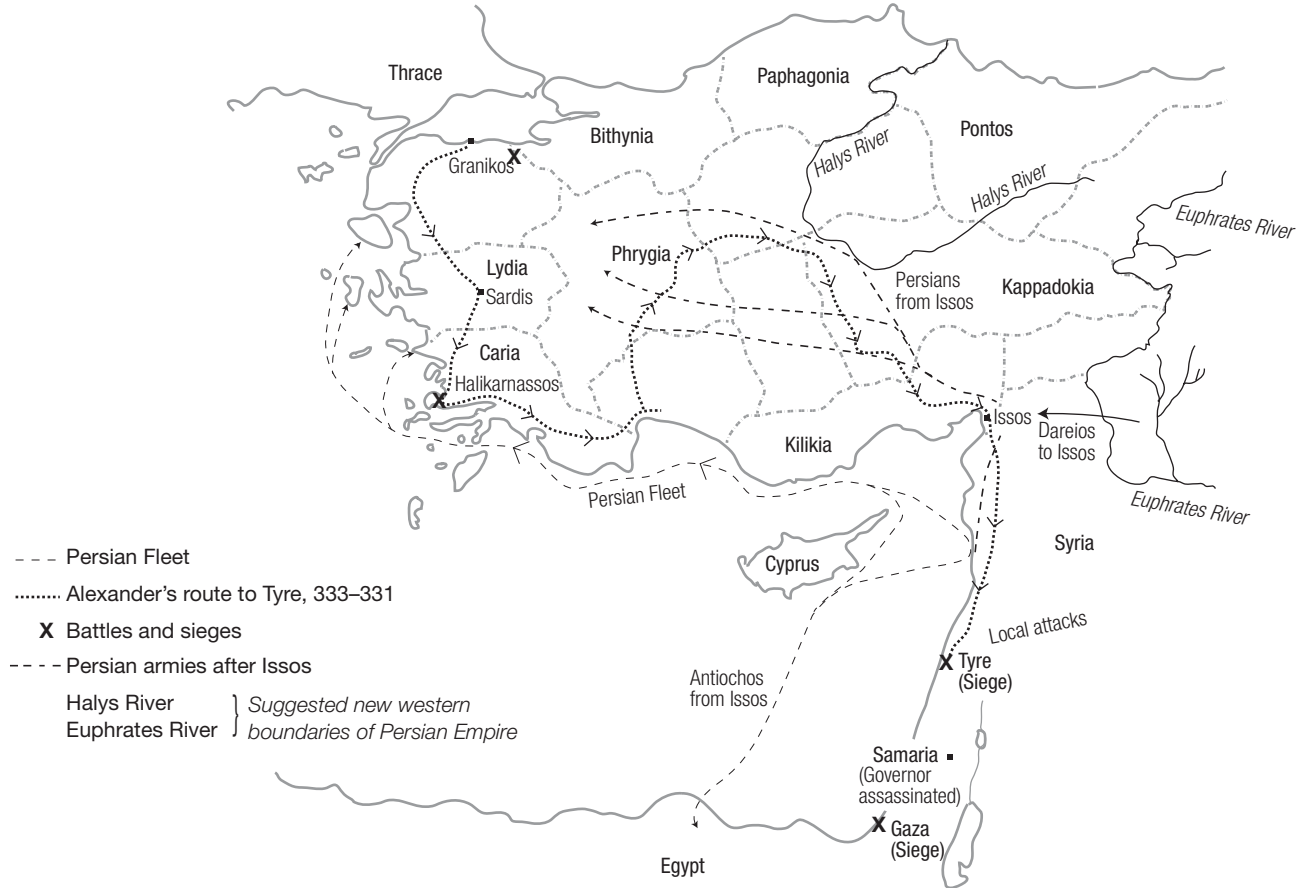 Thrace
Paphagonia
Bithynia
Pontos
Granikos
X
Halys River
Halys River
Euphrates River
Phrygia
Lydia
Sardis
Persians
from Issos
Kappadokia
Caria
Halikarnassos
X
Issos
Dareios
to Issos
Kilikia
Persian Fleet
Euphrates River
Syria
Cyprus
Persian Fleet
Alexander’s route to Tyre, 333–331
X Battles and sieges
Persian armies after Issos
Halys River
Euphrates River
Suggested new western
boundaries of Persian Empire
Local attacks
X Tyre
(Siege)
Antiochos
from Issos
Samaria
(Governor
assassinated)
X Gaza
(Siege)
Egypt